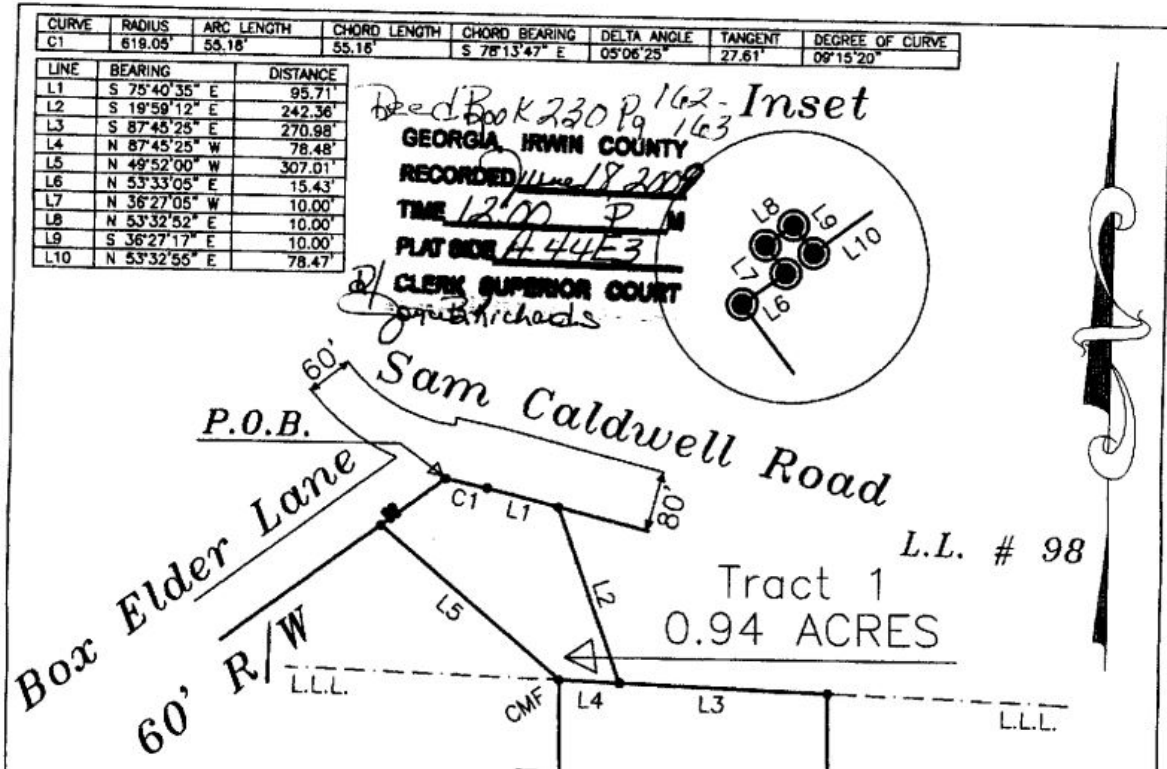 CURVE RADIUS ARC LENGTH CHORD LENGTH CHORD BEARING DELTA ANGLE TANGENT DEGREE OF CURVE
C1 619.05' 55.18' 55.16' S 78°13'47" E 05°06'25" 27.61' 09°15'20"
LINE BEARING DISTANCE
L1 S 75°40'35" E 95.71'
L2 S 19°59'12" E 242.36'
L3 S 87°45'25" E 270.98'
L4 N 87°45'25" W 78.48'
L5 N 49°52'00" W 307.01'
L6 N 53°33'05" E 15.43'
L7 N 36°27'05" W 10.00'
L8 N 53°32'52" E 10.00'
L9 S 36°27'17" E 10.00'
L10 N 53°32'55" E 78.47'
Deed Book 230 Pg 162-
163
GEORGIA, IRWIN COUNTY
RECORDED June 18 2009
TIME 12:00 P M
PLAT SIDE A-44E3
CLERK SUPERIOR COURT
Richards
Inset
L8
L9
L10
L7
L6
60'
Sam Caldwell Road
P.O.B.
C1
L1
80'
Box Elder Lane
60' R/W
L5
L2
L.L. # 98
Tract 1
0.94 ACRES
L.L.L.
CMF
L4
L3
L.L.L.